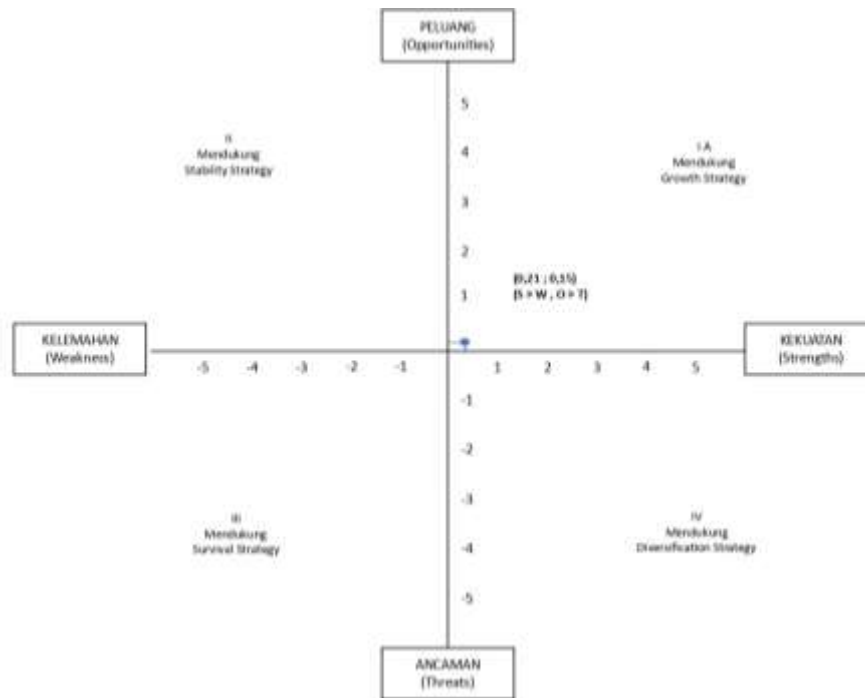 PELUANG
(Opportunities)
5
II
Mendukung
Stability Strategy
4
I A
Mendukung
Growth Strategy
3
2
(0,21 ; 0,15)
(S > W , O > T)
1
KELEMAHAN
(Weakness)
KEKUATAN
(Strengths)
-5 -4 -3 -2 -1 1 2 3 4 5
-1
-2
-3
III
Mendukung
Survival Strategy
IV
Mendukung
Diversification Strategy
-4
-5
ANCAMAN
(Threats)